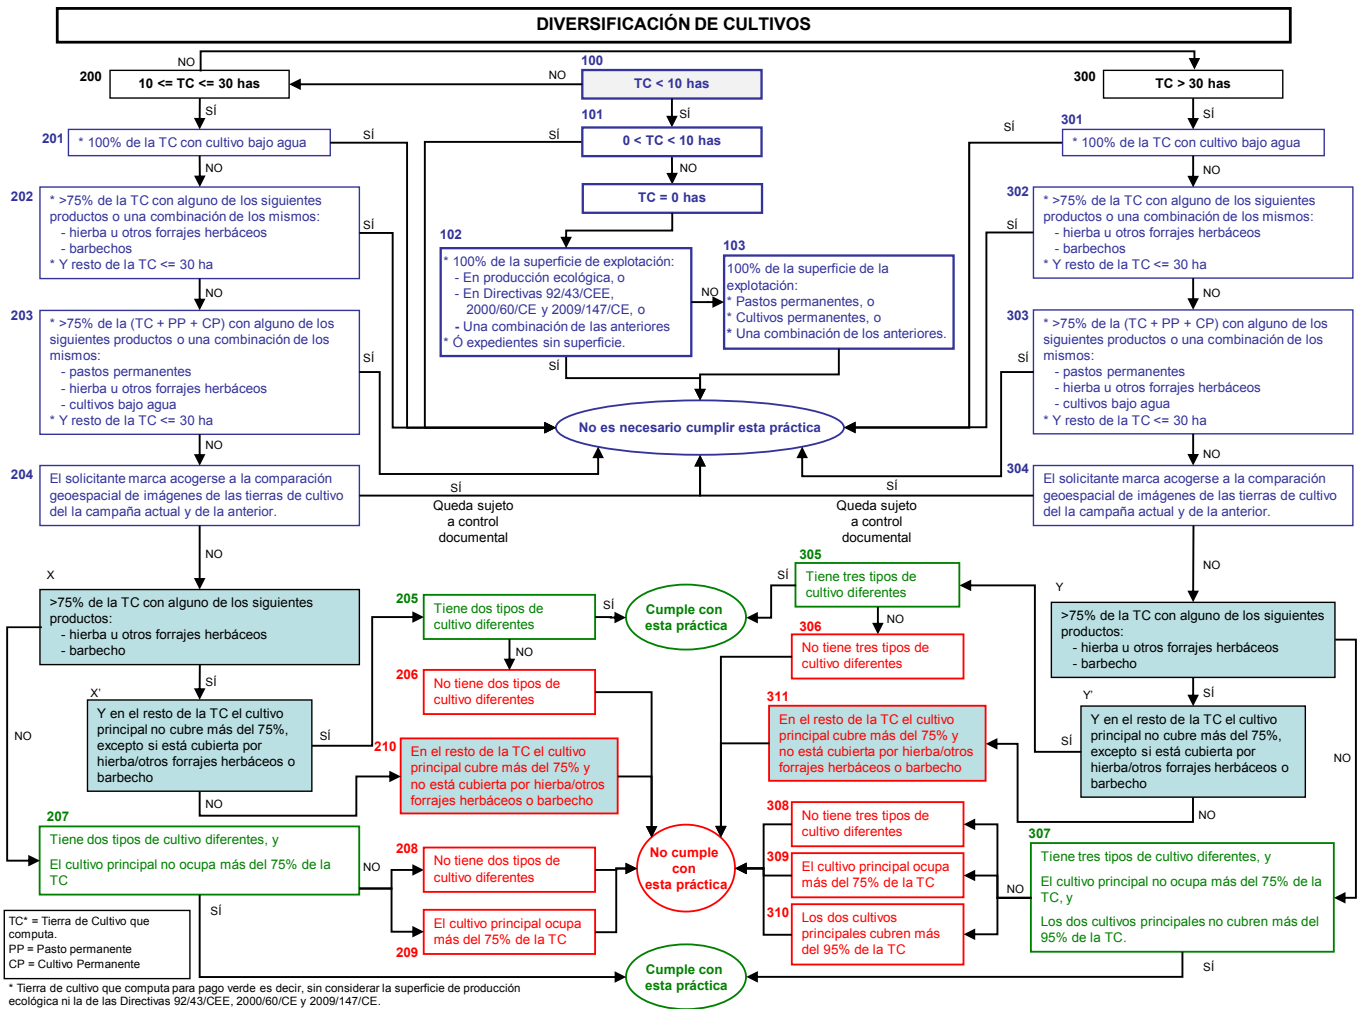 DIVERSIFICACIÓN DE CULTIVOS
NO
NO
100
200
10 <= TC <= 30 has
TC < 10 has
300
TC > 30 has
SÍ
SÍ
SÍ
201
* 100% de la TC con cultivo bajo agua
SÍ
101
SÍ
0 < TC < 10 has
SÍ
301
* 100% de la TC con cultivo bajo agua
NO
NO
NO
202
* >75% de la TC con alguno de los siguientes
productos o una combinación de los mismos:
- hierba u otros forrajes herbáceos
- barbechos
* Y resto de la TC <= 30 ha
SÍ
TC = 0 has
302
* >75% de la TC con alguno de los siguientes
productos o una combinación de los mismos:
- hierba u otros forrajes herbáceos
- barbechos
* Y resto de la TC <= 30 ha
SÍ
102
* 100% de la superficie de explotación:
- En producción ecológica, o
- En Directivas 92/43/CEE,
2000/60/CE y 2009/147/CE, o
- Una combinación de las anteriores
* Ó expedientes sin superficie.
NO
103
100% de la superficie de la
explotación:
* Pastos permanentes, o
* Cultivos permanentes, o
* Una combinación de los anteriores.
NO
NO
203
* >75% de la (TC + PP + CP) con alguno de los
siguientes productos o una combinación de los
mismos:
- pastos permanentes
- hierba u otros forrajes herbáceos
- cultivos bajo agua
* Y resto de la TC <= 30 ha
SÍ
SÍ
303
* >75% de la (TC + PP + CP) con alguno de los
siguientes productos o una combinación de los
mismos:
- pastos permanentes
- hierba u otros forrajes herbáceos
- cultivos bajo agua
* Y resto de la TC <= 30 ha
SÍ
No es necesario cumplir esta práctica
NO
NO
204
El solicitante marca acogerse a la comparación
geoespacial de imágenes de las tierras de cultivo
del la campaña actual y de la anterior.
SÍ
Queda sujeto
a control
documental
SÍ
Queda sujeto
a control
documental
304
El solicitante marca acogerse a la comparación
geoespacial de imágenes de las tierras de cultivo
del la campaña actual y de la anterior.
NO
NO
X
>75% de la TC con alguno de los siguientes
productos:
- hierba u otros forrajes herbáceos
- barbecho
205
Tiene dos tipos de
cultivo diferentes
SÍ
Cumple con
esta práctica
SÍ
305
Tiene tres tipos de
cultivo diferentes
Y
>75% de la TC con alguno de los siguientes
productos:
- hierba u otros forrajes herbáceos
- barbecho
NO
NO
306
No tiene tres tipos de
cultivo diferentes
206
No tiene dos tipos de
cultivo diferentes
SÍ
SÍ
X'
Y en el resto de la TC el cultivo
principal no cubre más del 75%,
excepto si está cubierta por
hierba/otros forrajes herbáceos o
barbecho
SÍ
NO
NO
210
En el resto de la TC el cultivo
principal cubre más del 75% y
no está cubierta por hierba/otros
forrajes herbáceos o barbecho
311
En el resto de la TC el cultivo
principal cubre más del 75% y
no está cubierta por hierba/otros
forrajes herbáceos o barbecho
SÍ
Y'
Y en el resto de la TC el cultivo
principal no cubre más del 75%,
excepto si está cubierta por
hierba/otros forrajes herbáceos o
barbecho
NO
NO
207
Tiene dos tipos de cultivo diferentes, y
El cultivo principal no ocupa más del 75% de la
TC
NO
208
No tiene dos tipos de
cultivo diferentes
El cultivo principal ocupa
más del 75% de la TC
209
No cumple
con
esta práctica
308
No tiene tres tipos de
cultivo diferentes
309
El cultivo principal ocupa
más del 75% de la TC
310
Los dos cultivos
principales cubren más
del 95% de la TC
NO
307
Tiene tres tipos de cultivo diferentes, y
El cultivo principal no ocupa más del 75% de la
TC, y
Los dos cultivos principales no cubren más del
95% de la TC.
SÍ
SÍ
Cumple con
esta práctica
TC* = Tierra de Cultivo que
computa.
PP = Pasto permanente
CP = Cultivo Permanente
* Tierra de cultivo que computa para pago verde es decir, sin considerar la superficie de producción
ecológica ni la de las Directivas 92/43/CEE, 2000/60/CE y 2009/147/CE.